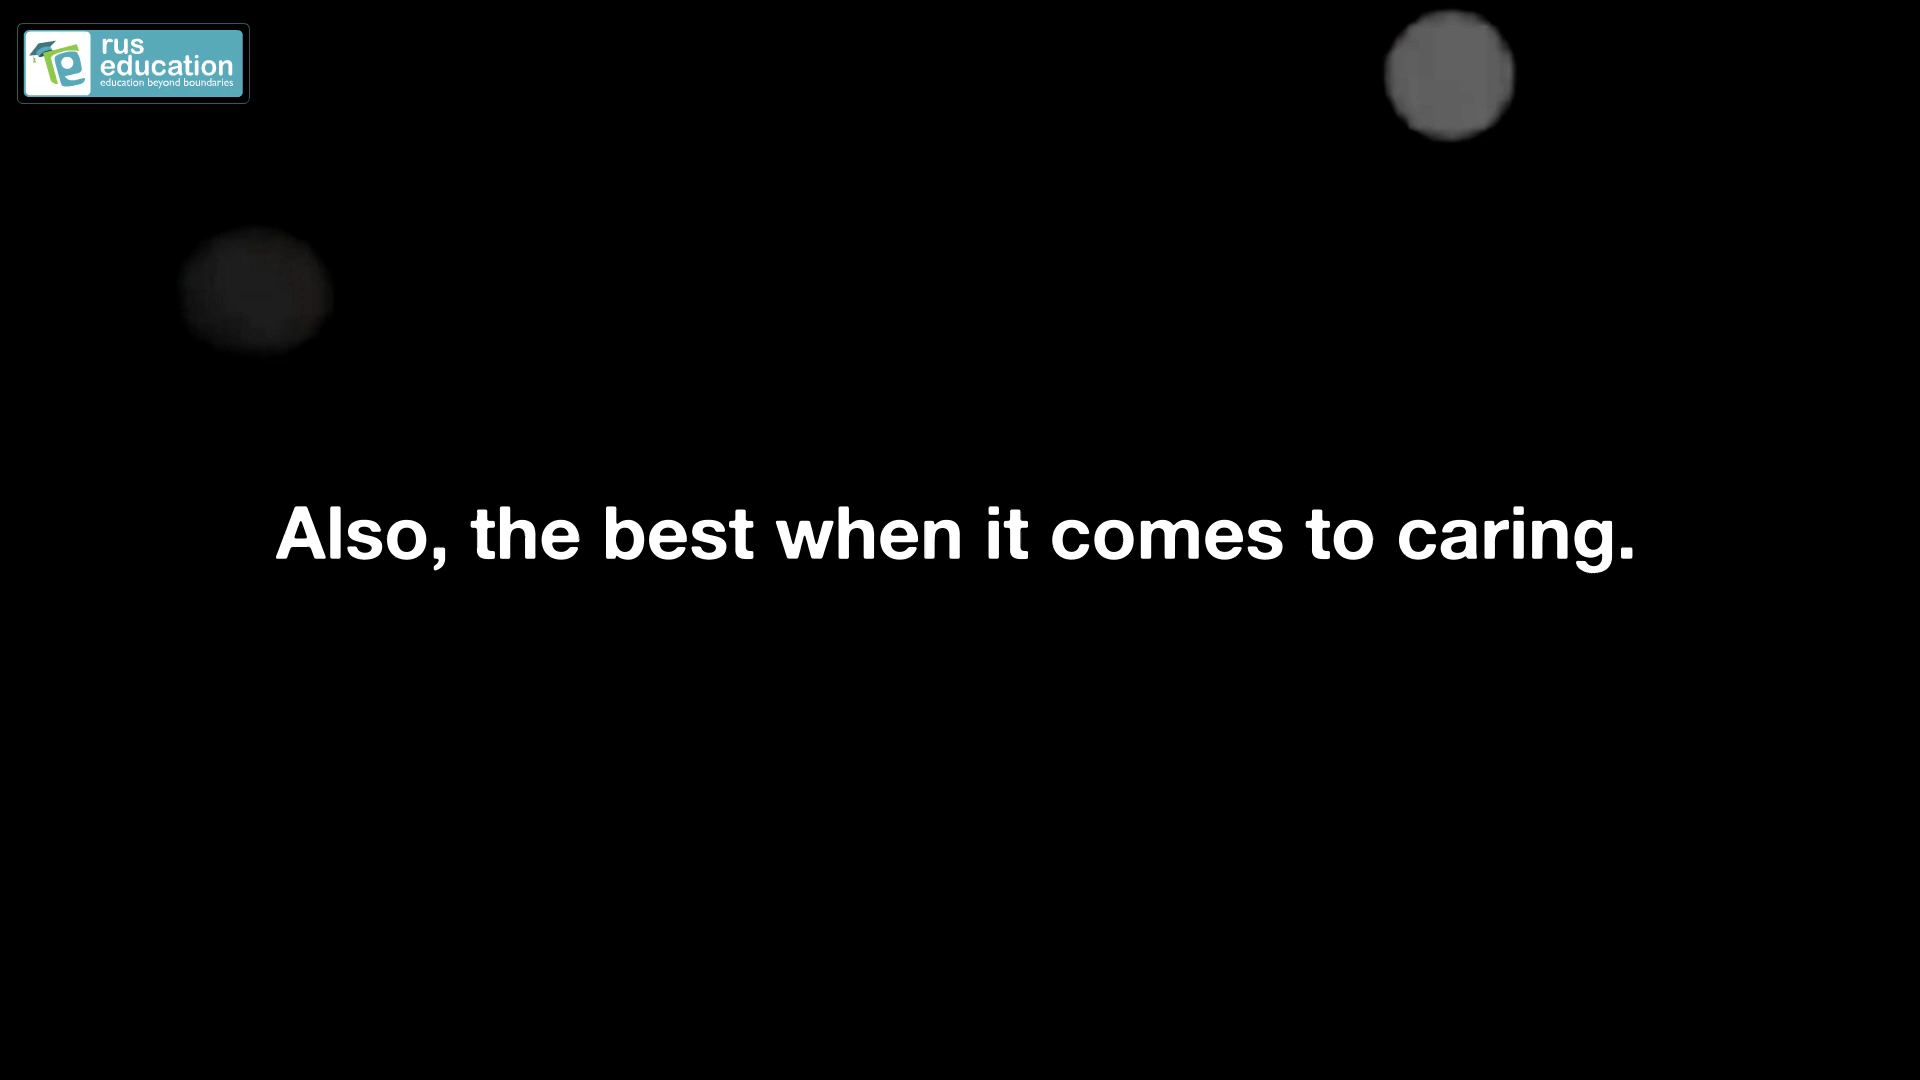 rus
education
education beyond boundaries
Also, the best when it comes to caring.